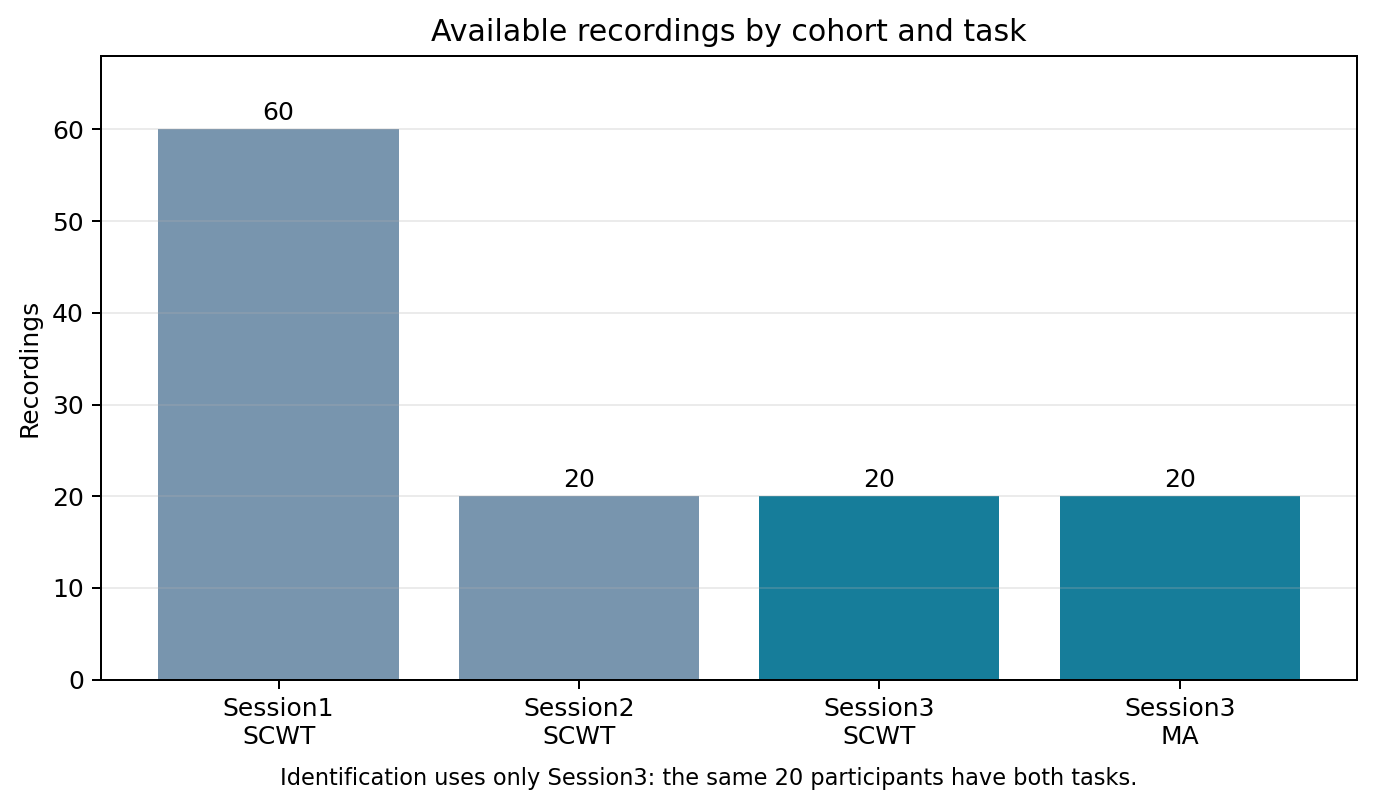 Available recordings by cohort and task
Recordings
60
50
40
30
20
10
0
60
20
20
20
Session1
SCWT
Session2
SCWT
Session3
SCWT
Session3
MA
Identification uses only Session3: the same 20 participants have both tasks.